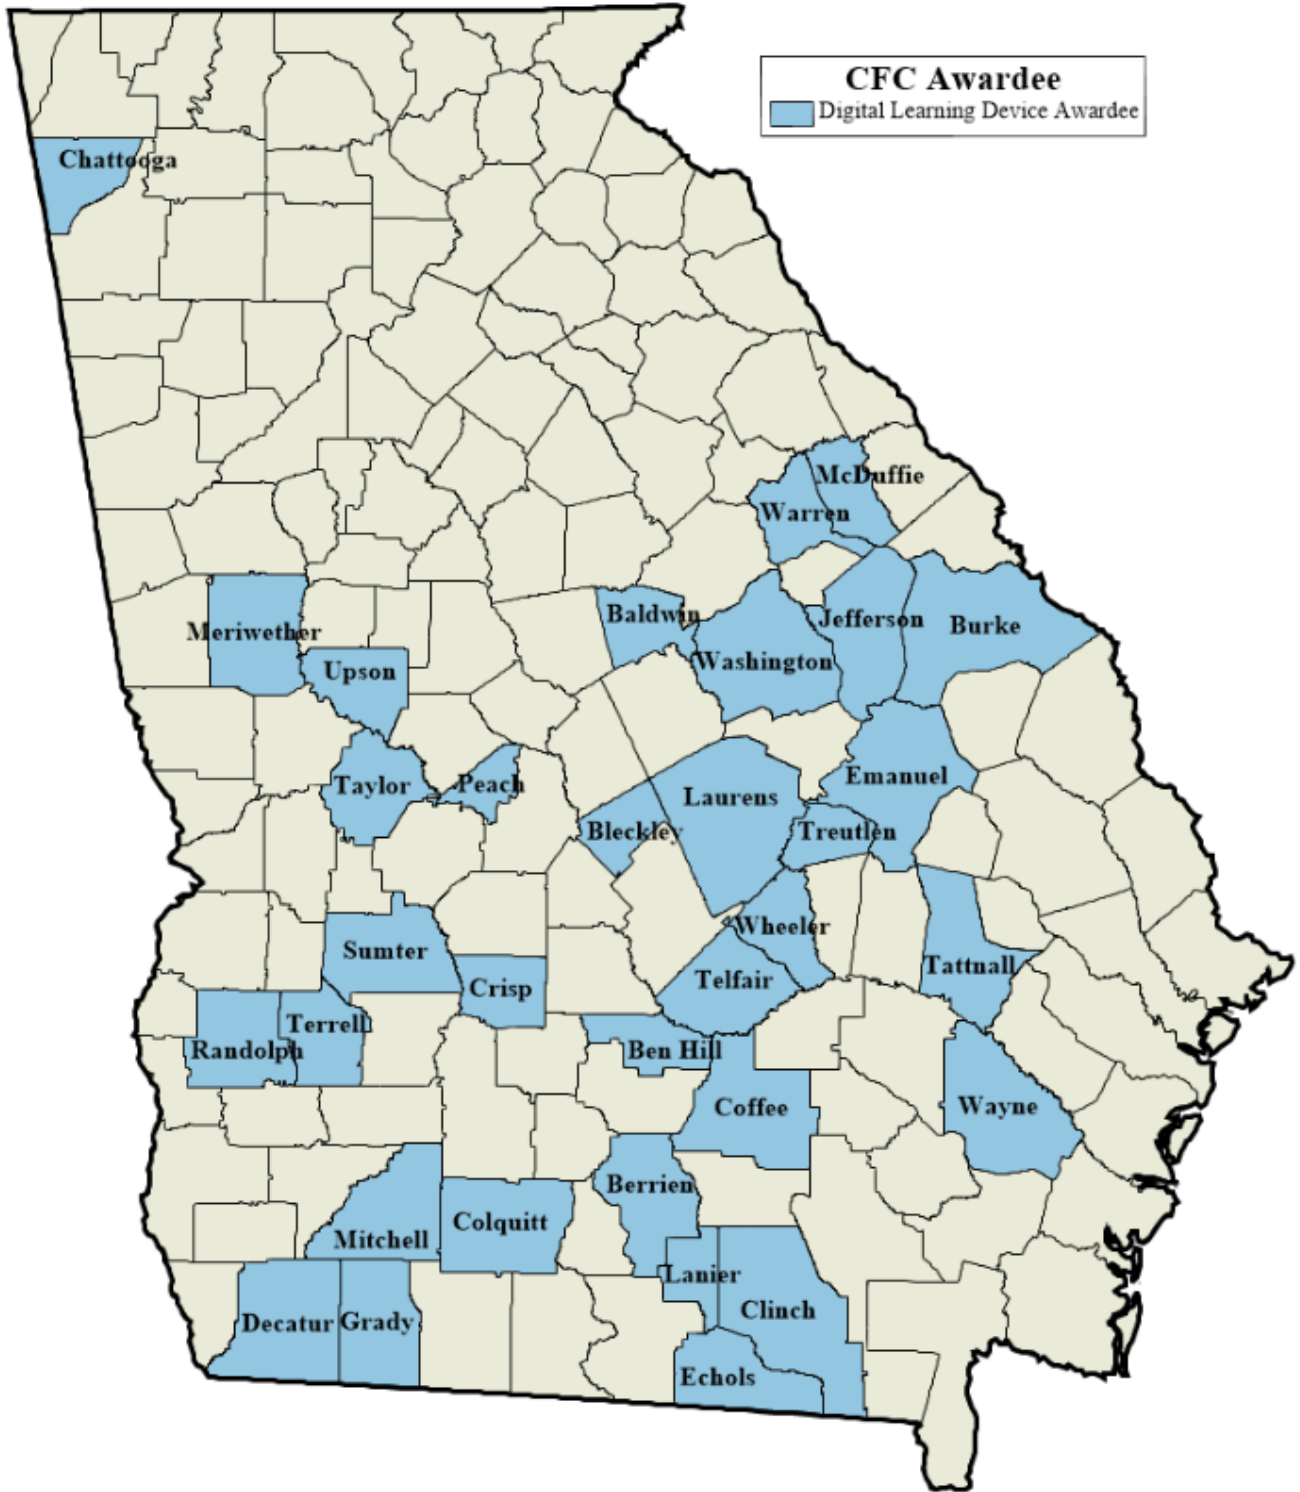 CFC Awardee
Digital Learning Device Awardee
Chattooga
McDuffie
Warren
Baldwin
Jefferson
Burke
Meriwether
Washington
Upson
Taylor
Peach
Emanuel
Laurens
Bleckley
Treutlen
Wheeler
Sumter
Tattnall
Telfair
Crisp
Terrell
Randolph
Ben Hill
Coffee
Wayne
Berrien
Colquitt
Mitchell
Lanier
Clinch
Decatur
Grady
Echols